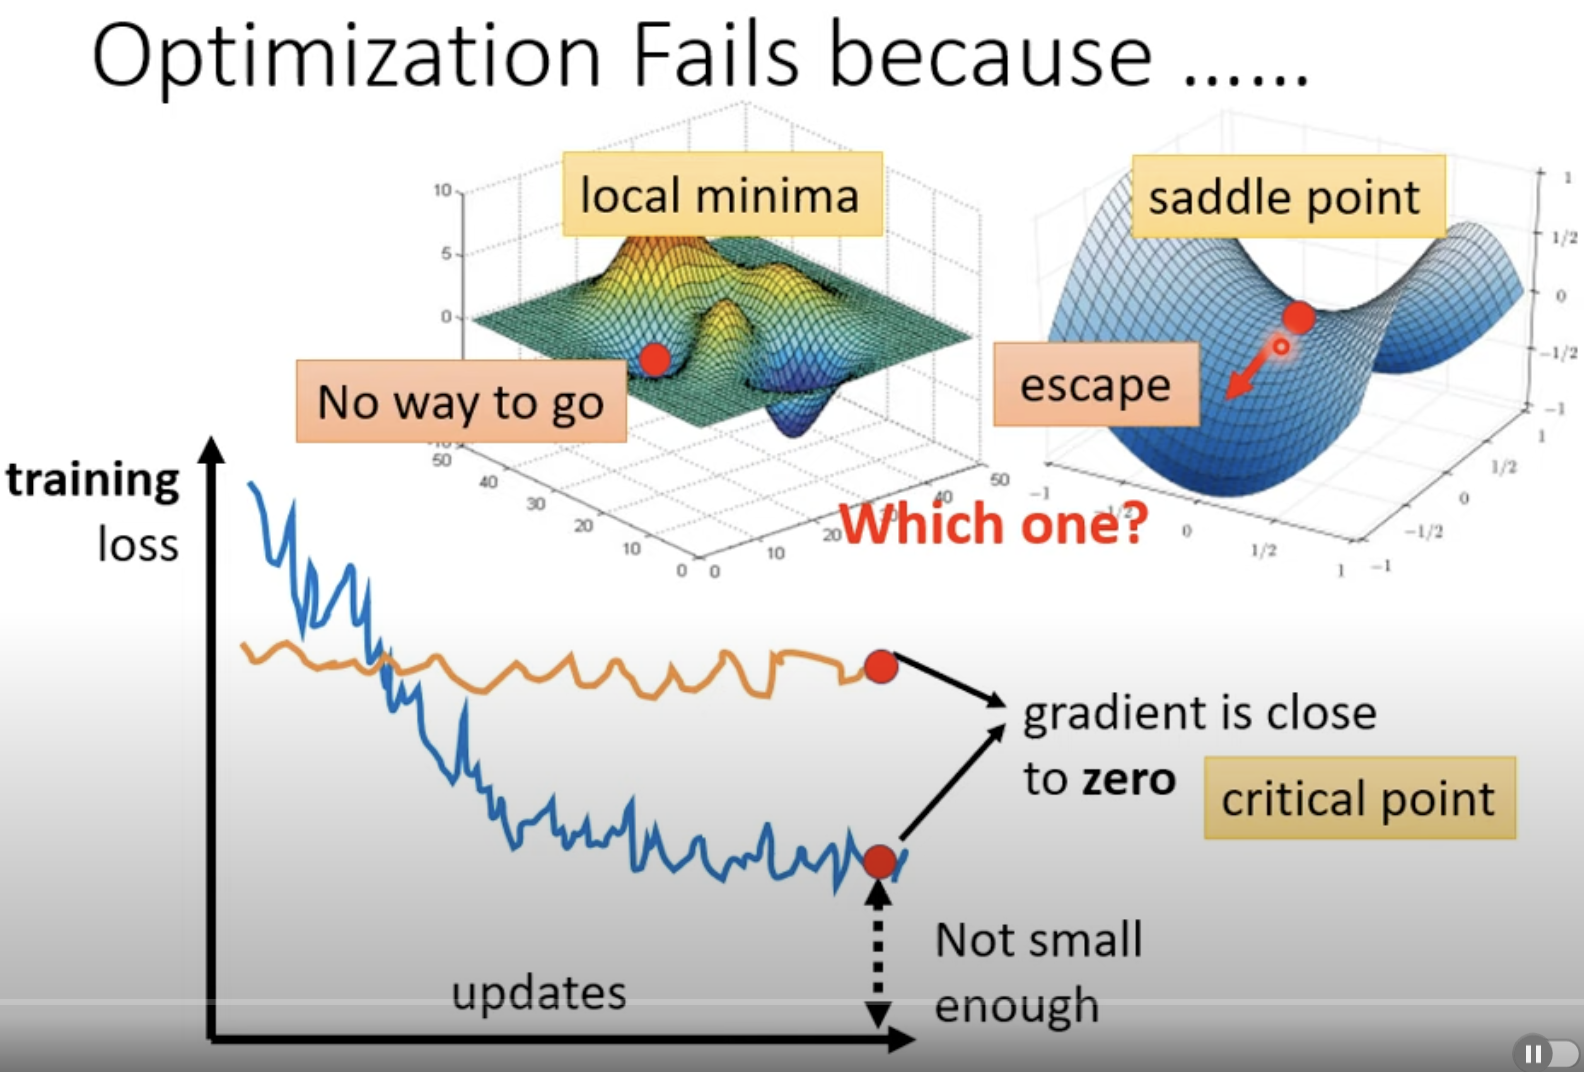 Optimization Fails because ……
local minima
saddle point
No way to go
escape
10
5
0
50
40
30
20
10
0
0
10
20
30
40
50
1
1/2
0
-1/2
-1
-1
-1/2
0
1/2
1
1
1/2
0
-1/2
-1
Which one?
training
loss
gradient is close
to zero
critical point
Not small
enough
updates